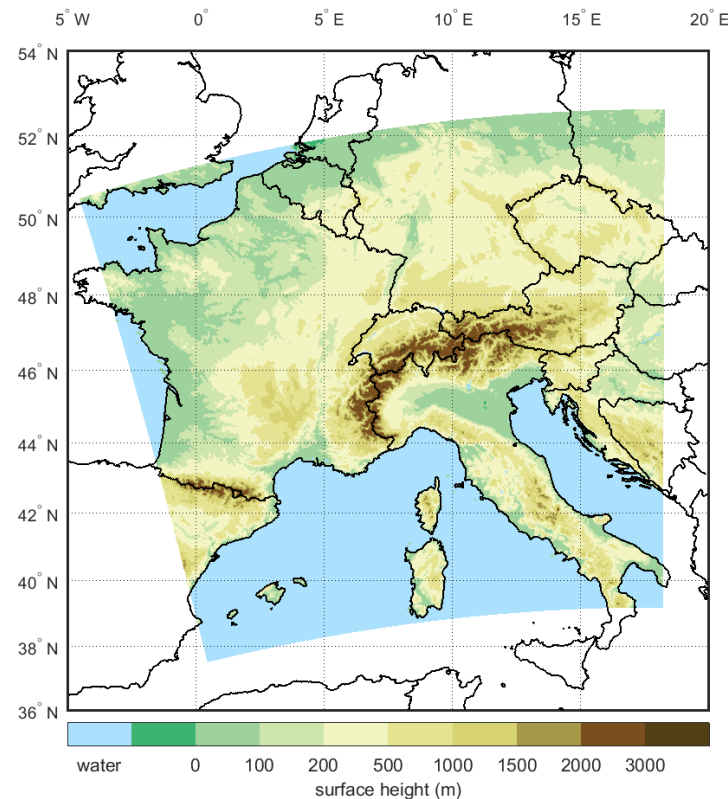 5° W 0° 5° E 10° E 15° E 20° E
54° N
52° N
50° N
48° N
46° N
44° N
42° N
40° N
38° N
36° N
water 0 100 200 500 1000 1500 2000 3000
surface height (m)